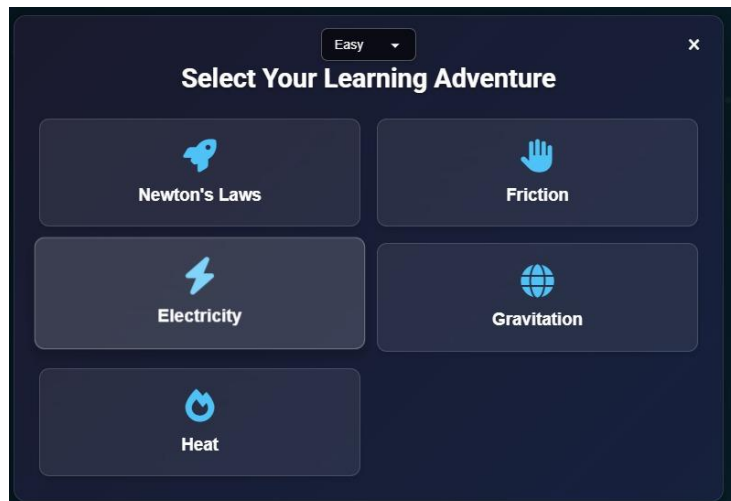 Easy
×
Select Your Learning Adventure
Newton's Laws
Friction
Electricity
Gravitation
Heat